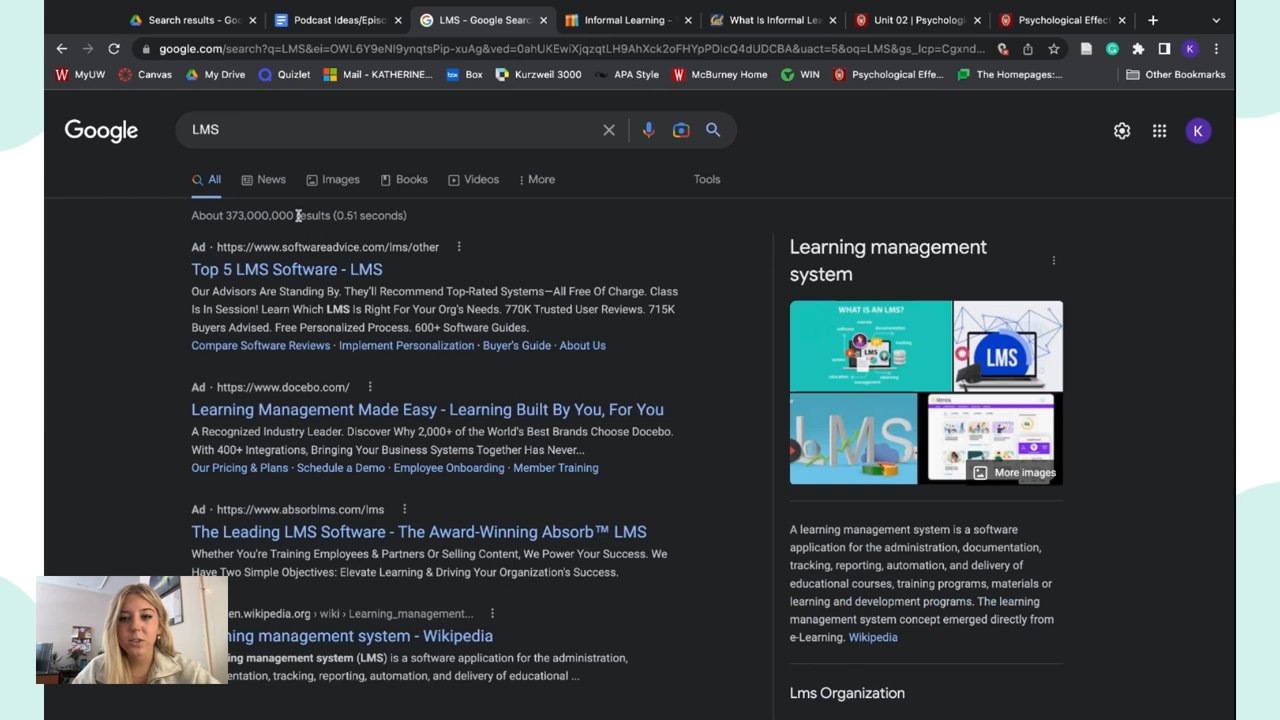 Search results - Goo
Podcast Ideas/Episo
LMS - Google Search
Informal Learning -
What Is Informal Lea
Unit 02 | Psychologi
Psychological Effect
google.com/search?q=LMS&ei=OWL6Y9eNI9ynqtsPip-xuAg&ved=0ahUKEwiXjqzqtLH9AhXck2oFHYpPDIcQ4dUDCBA&uact=5&oq=LMS&gs_lcp=Cgxnd...
K
MyUW
Canvas
My Drive
Quizlet
Mail - KATHERINE...
Box
Kurzweil 3000
APA Style
McBurney Home
WIN
Psychological Effe...
The Homepages:...
Other Bookmarks
Google
LMS
K
All
News
Images
Books
Videos
More
Tools
About 373,000,000 results (0.51 seconds)
Ad · https://www.softwareadvice.com/lms/other
Top 5 LMS Software - LMS
Our Advisors Are Standing By. They'll Recommend Top-Rated Systems—All Free Of Charge. Class
Is In Session! Learn Which LMS Is Right For Your Org's Needs. 770K Trusted User Reviews. 715K
Buyers Advised. Free Personalized Process. 600+ Software Guides.
Compare Software Reviews · Implement Personalization · Buyer's Guide · About Us
Ad · https://www.docebo.com/
Learning Management Made Easy - Learning Built By You, For You
A Recognized Industry Leader. Discover Why 2,000+ of the World's Best Brands Choose Docebo.
With 400+ Integrations, Bringing Your Business Systems Together Has Never...
Our Pricing & Plans · Schedule a Demo · Employee Onboarding · Member Training
Ad · https://www.absorblms.com/lms
The Leading LMS Software - The Award-Winning Absorb™ LMS
Whether You're Training Employees & Partners Or Selling Content, We Power Your Success. We
Have Two Simple Objectives: Elevate Learning & Driving Your Organization's Success.
en.wikipedia.org › wiki › Learning_management...
ning management system - Wikipedia
ng management system (LMS) is a software application for the administration,
entation, tracking, reporting, automation, and delivery of educational ...
Learning management
system
WHAT IS AN LMS?
LMS
LMS
LMS
More images
A learning management system is a software
application for the administration, documentation,
tracking, reporting, automation, and delivery of
educational courses, training programs, materials or
learning and development programs. The learning
management system concept emerged directly from
e-Learning. Wikipedia
Lms Organization